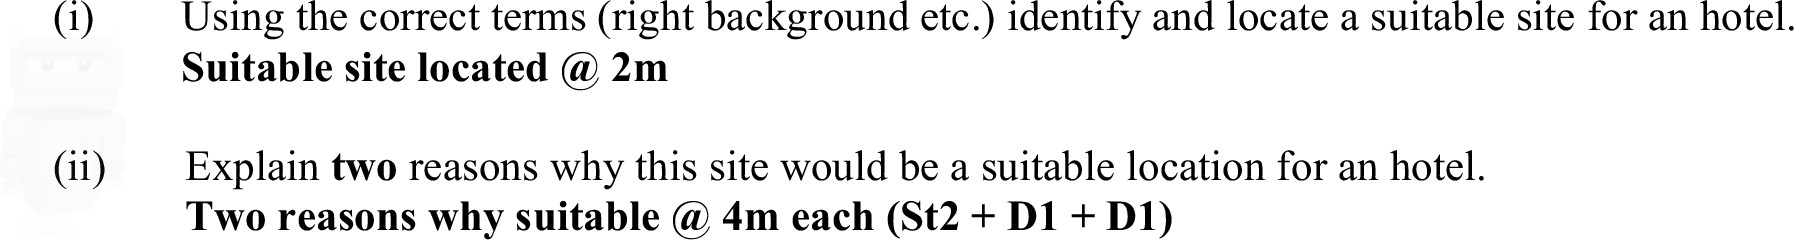 (i) Using the correct terms (right background etc.) identify and locate a suitable site for an hotel.
Suitable site located @ 2m
(ii) Explain two reasons why this site would be a suitable location for an hotel.
Two reasons why suitable @ 4m each (St2 + D1 + D1)